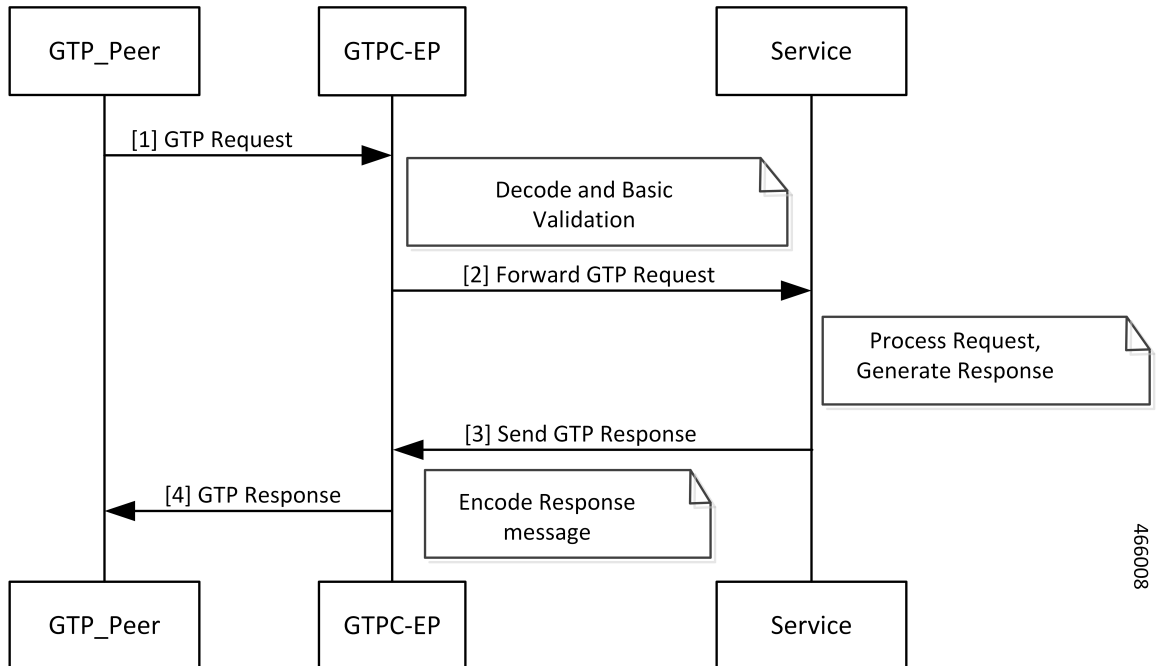 GTP_Peer
GTPC-EP
Service
[1] GTP Request
Decode and Basic
Validation
[2] Forward GTP Request
Process Request,
Generate Response
[3] Send GTP Response
[4] GTP Response
Encode Response
message
466008
GTP_Peer
GTPC-EP
Service